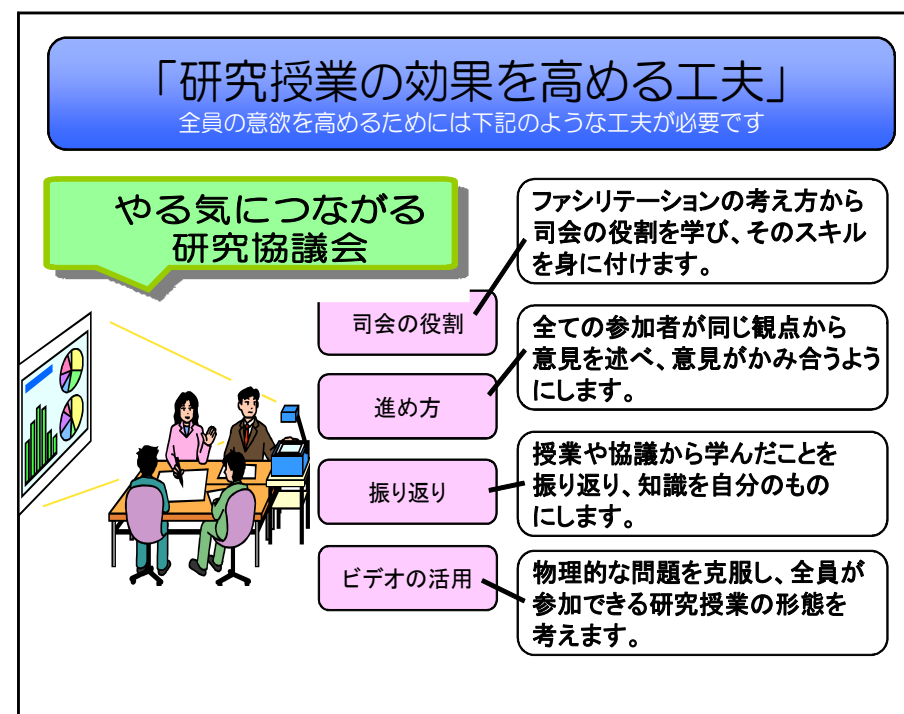 「研究授業の効果を高める工夫」
全員の意欲を高めるためには下記のような工夫が必要です
やる気につながる
研究協議会
司会の役割
ファシリテーションの考え方から
司会の役割を学び、そのスキル
を身に付けます。
進め方
全ての参加者が同じ観点から
意見を述べ、意見がかみ合うよう
にします。
振り返り
授業や協議から学んだことを
振り返り、知識を自分のもの
にします。
ビデオの活用
物理的な問題を克服し、全員が
参加できる研究授業の形態を
考えます。